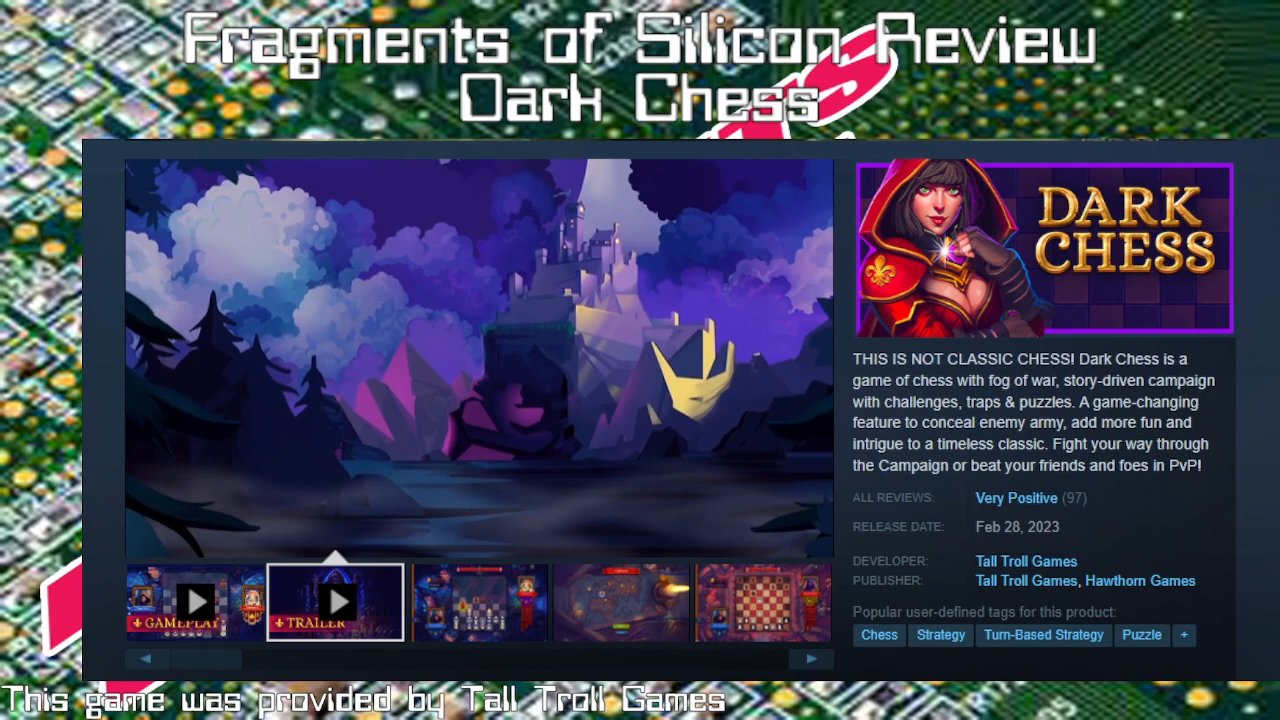 Fragments of Silicon Review
Dark Chess
DARK
CHESS
THIS IS NOT CLASSIC CHESS! Dark Chess is a
game of chess with fog of war, story-driven campaign
with challenges, traps & puzzles. A game-changing
feature to conceal enemy army, add more fun and
intrigue to a timeless classic. Fight your way through
the Campaign or beat your friends and foes in PvP!
ALL REVIEWS: Very Positive (97)
RELEASE DATE: Feb 28, 2023
DEVELOPER: Tall Troll Games
PUBLISHER: Tall Troll Games, Hawthorn Games
Popular user-defined tags for this product:
Chess Strategy Turn-Based Strategy Puzzle +
GAMEPLAY TRAILER
This game was provided by Tall Troll Games